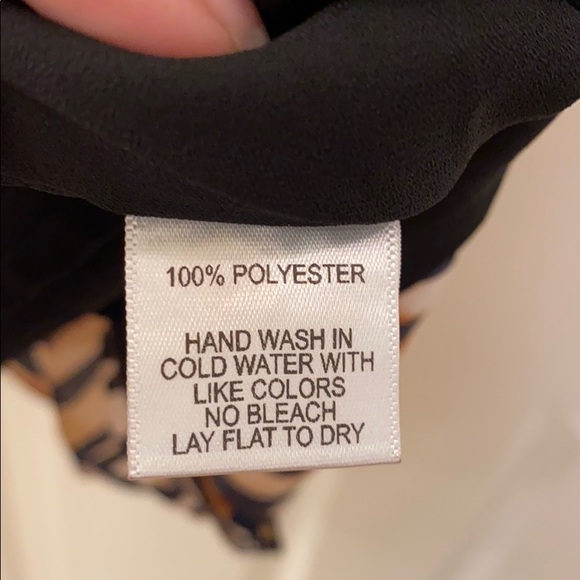 100% POLYESTER
HAND WASH IN
COLD WATER WITH
LIKE COLORS
NO BLEACH
LAY FLAT TO DRY